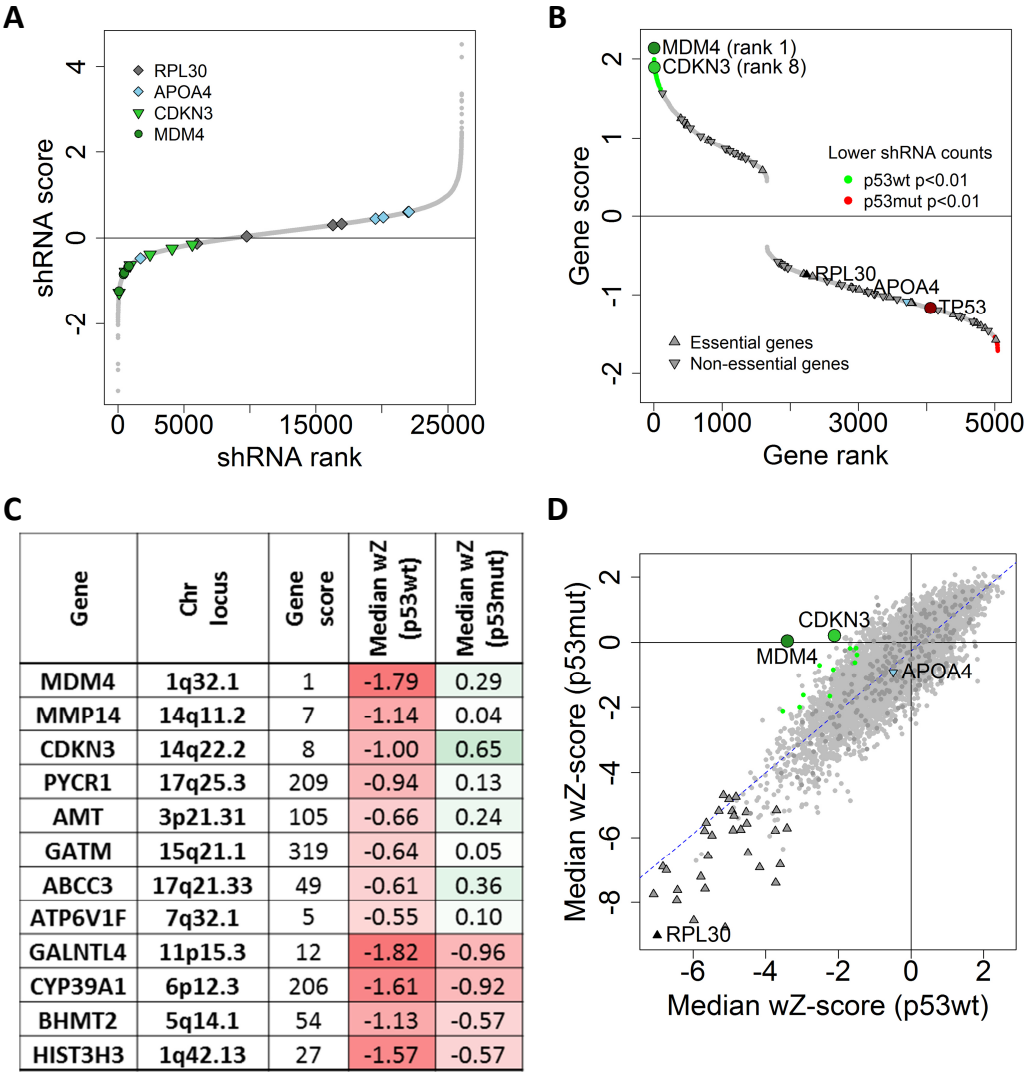 A
shRNA score
4
2
0
-2
RPL30
APOA4
CDKN3
MDM4
0
5000
15000
25000
shRNA rank
B
Gene score
2
1
0
-1
-2
MDM4 (rank 1)
CDKN3 (rank 8)
Lower shRNA counts
p53wt p<0.01
p53mut p<0.01
RPL30
APOA4
TP53
Essential genes
Non-essential genes
0 1000 3000 5000
Gene rank
C
Gene
Chr locus
Gene score
Median wZ (p53wt)
Median wZ (p53mut)
MDM4 1q32.1 1 -1.79 0.29
MMP14 14q11.2 7 -1.14 0.04
CDKN3 14q22.2 8 -1.00 0.65
PYCR1 17q25.3 209 -0.94 0.13
AMT 3p21.31 105 -0.66 0.24
GATM 15q21.1 319 -0.64 0.05
ABCC3 17q21.33 49 -0.61 0.36
ATP6V1F 7q32.1 5 -0.55 0.10
GALNTL4 11p15.3 12 -1.82 -0.96
CYP39A1 6p12.3 206 -1.61 -0.92
BHMT2 5q14.1 54 -1.13 -0.57
HIST3H3 1q42.13 27 -1.57 -0.57
D
Median wZ-score (p53mut)
2
0
-2
-4
-6
-8
CDKN3
MDM4
APOA4
RPL30
-6 -4 -2 0 2
Median wZ-score (p53wt)